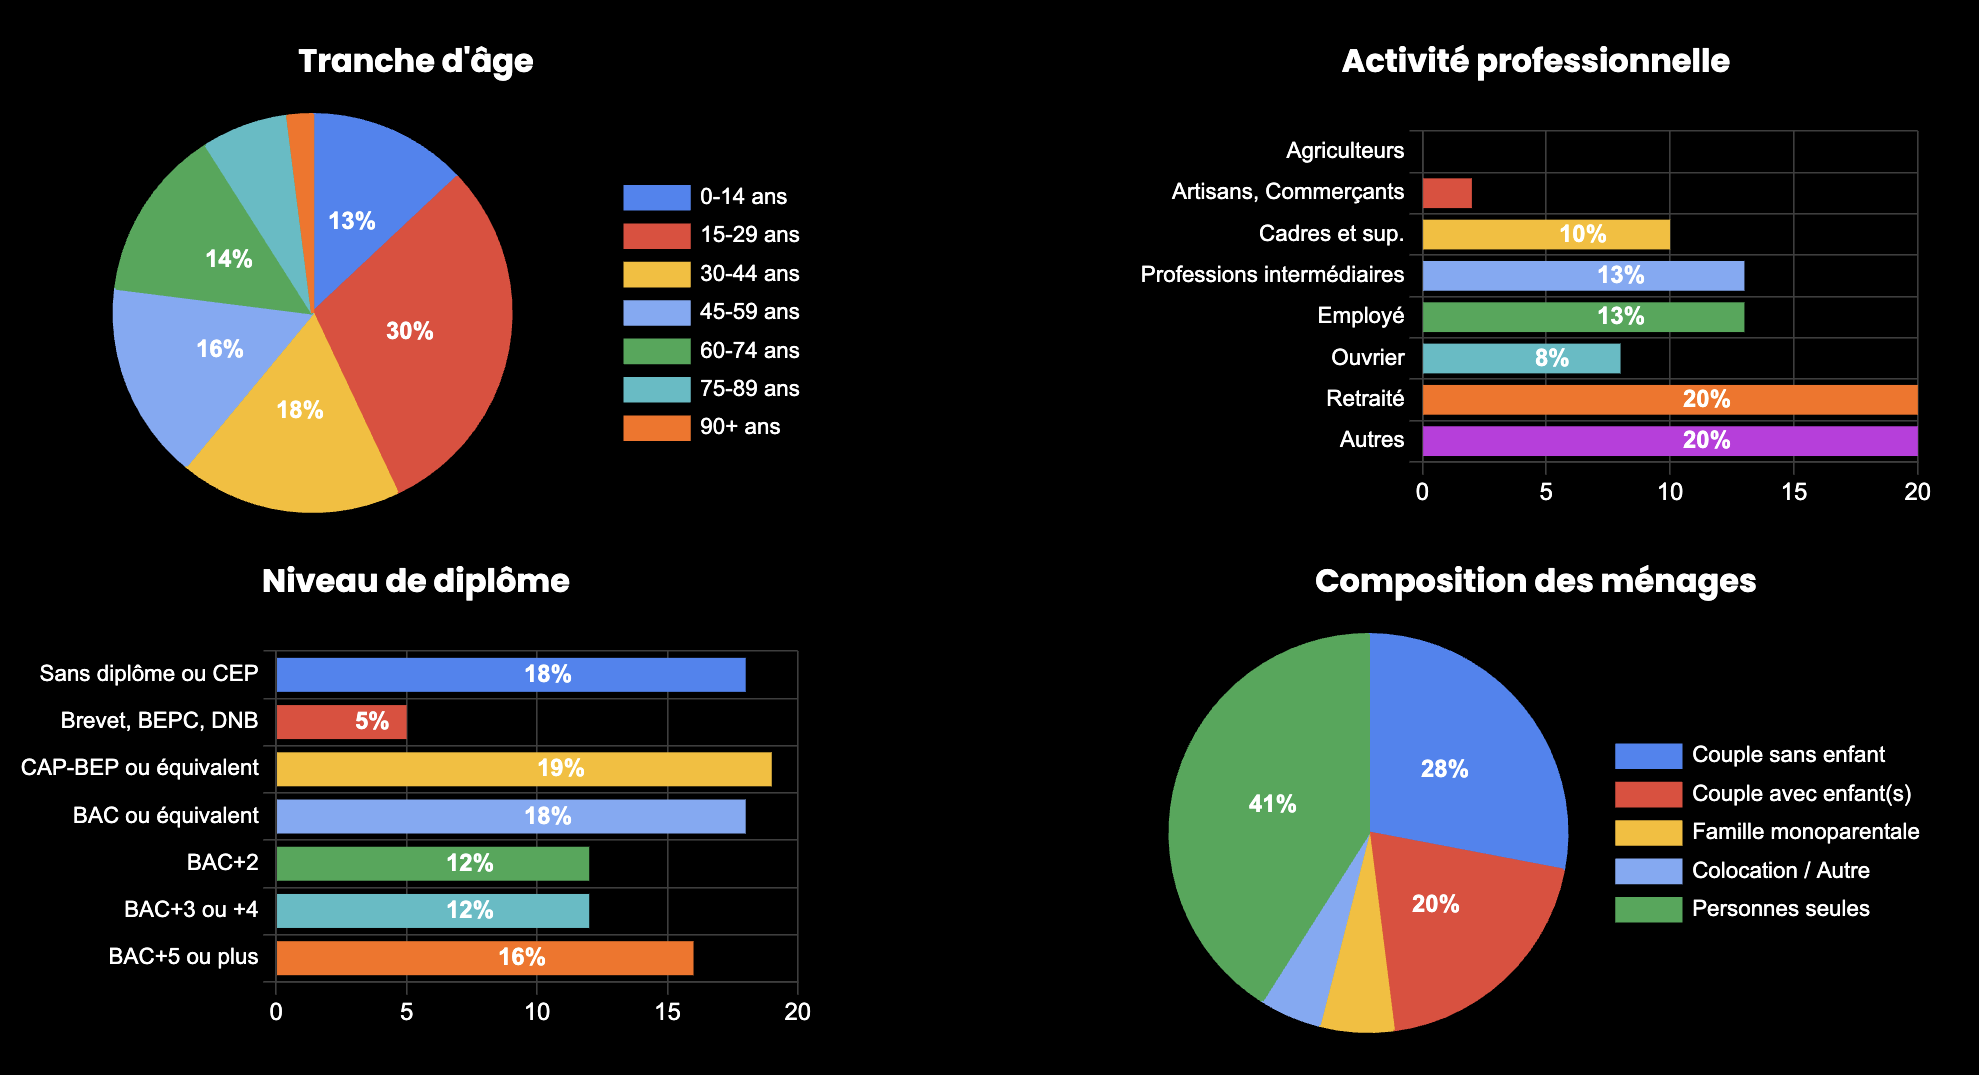 Tranche d'âge
13%
30%
18%
16%
14%
0-14 ans
15-29 ans
30-44 ans
45-59 ans
60-74 ans
75-89 ans
90+ ans
Activité professionnelle
Agriculteurs
Artisans, Commerçants
Cadres et sup.
10%
Professions intermédiaires
13%
Employé
13%
Ouvrier
8%
Retraité
20%
Autres
20%
0 5 10 15 20
Niveau de diplôme
Sans diplôme ou CEP
18%
Brevet, BEPC, DNB
5%
CAP-BEP ou équivalent
19%
BAC ou équivalent
18%
BAC+2
12%
BAC+3 ou +4
12%
BAC+5 ou plus
16%
0 5 10 15 20
Composition des ménages
28%
20%
41%
Couple sans enfant
Couple avec enfant(s)
Famille monoparentale
Colocation / Autre
Personnes seules